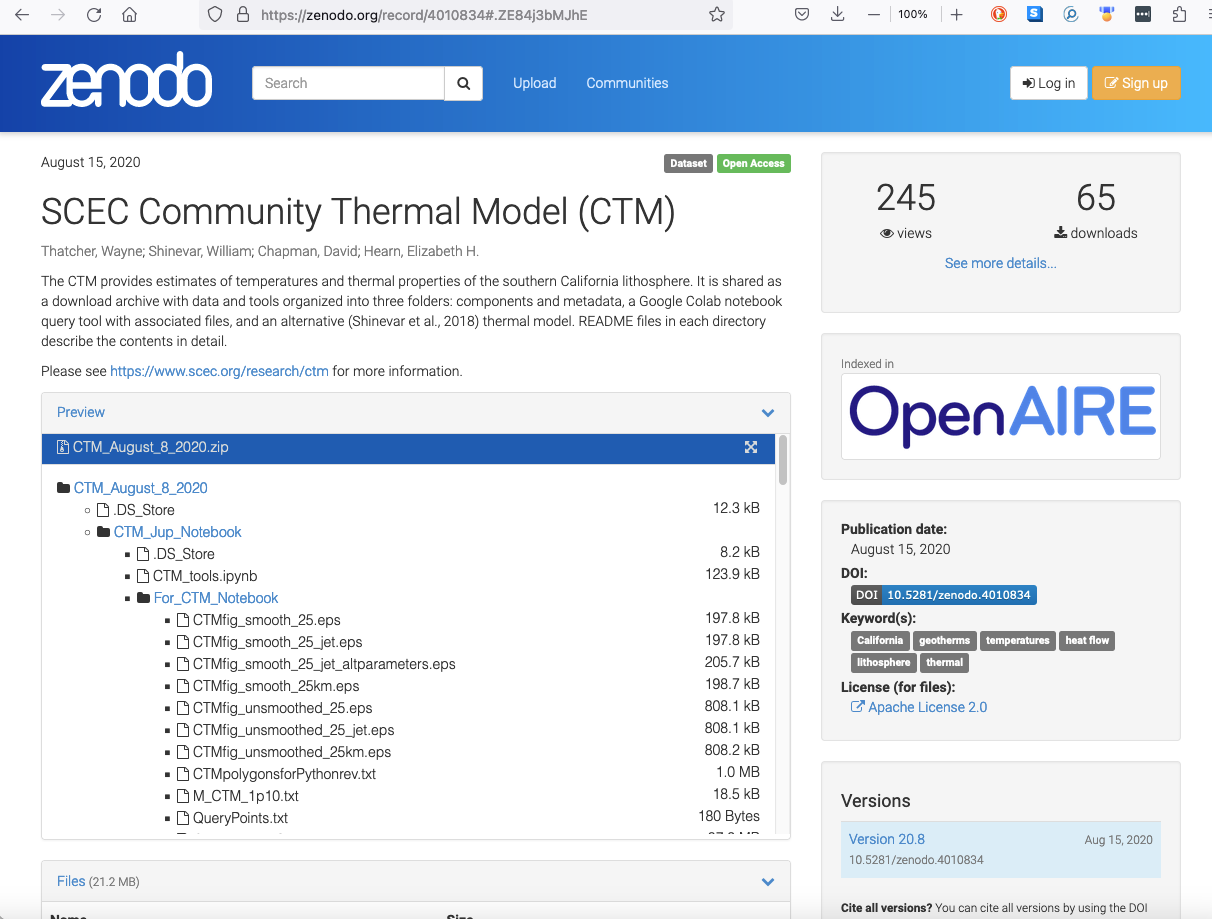 https://zenodo.org/record/4010834#.ZE84j3bMJhE
100%
S
zenodo
Search
Upload
Communities
Log in
Sign up
August 15, 2020
Dataset
Open Access
SCEC Community Thermal Model (CTM)
Thatcher, Wayne; Shinevar, William; Chapman, David; Hearn, Elizabeth H.
The CTM provides estimates of temperatures and thermal properties of the southern California lithosphere. It is shared as
a download archive with data and tools organized into three folders: components and metadata, a Google Colab notebook
query tool with associated files, and an alternative (Shinevar et al., 2018) thermal model. README files in each directory
describe the contents in detail.
Please see https://www.scec.org/research/ctm for more information.
Preview
CTM_August_8_2020.zip
CTM_August_8_2020
.DS_Store 12.3 kB
CTM_Jup_Notebook
.DS_Store 8.2 kB
CTM_tools.ipynb 123.9 kB
For_CTM_Notebook
CTMfig_smooth_25.eps 197.8 kB
CTMfig_smooth_25_jet.eps 197.8 kB
CTMfig_smooth_25_jet_altparameters.eps 205.7 kB
CTMfig_smooth_25km.eps 198.7 kB
CTMfig_unsmoothed_25.eps 808.1 kB
CTMfig_unsmoothed_25_jet.eps 808.1 kB
CTMfig_unsmoothed_25km.eps 808.2 kB
CTMpolygonsforPythonrev.txt 1.0 MB
M_CTM_1p10.txt 18.5 kB
QueryPoints.txt 180 Bytes
Files (21.2 MB)
Name Size
245 65
views downloads
See more details...
Indexed in
OpenAIRE
Publication date:
August 15, 2020
DOI:
DOI 10.5281/zenodo.4010834
Keyword(s):
California geotherms temperatures heat flow
lithosphere thermal
License (for files):
Apache License 2.0
Versions
Version 20.8 Aug 15, 2020
10.5281/zenodo.4010834
Cite all versions? You can cite all versions by using the DOI